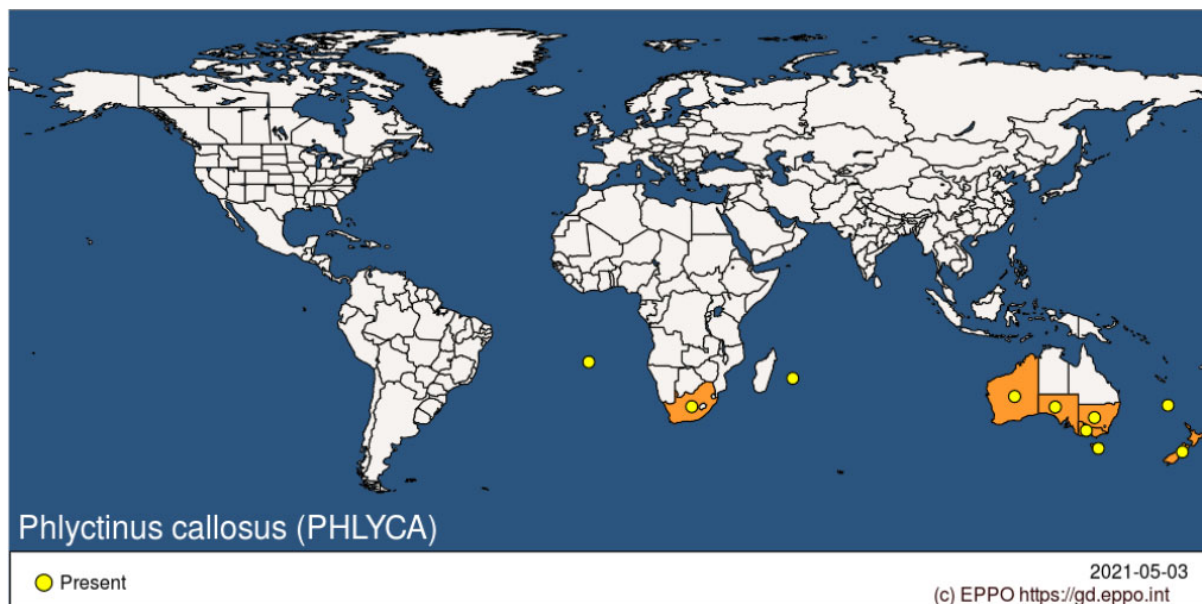 Phlyctinus callosus (PHLYCA)
Present
2021-05-03
(c) EPPO https://gd.eppo.int